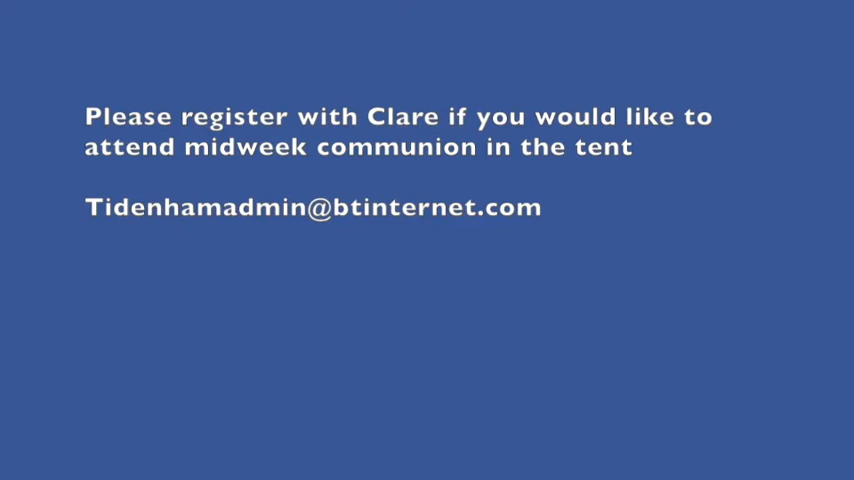 Please register with Clare if you would like to
attend midweek communion in the tent
Tidenhamadmin@btinternet.com